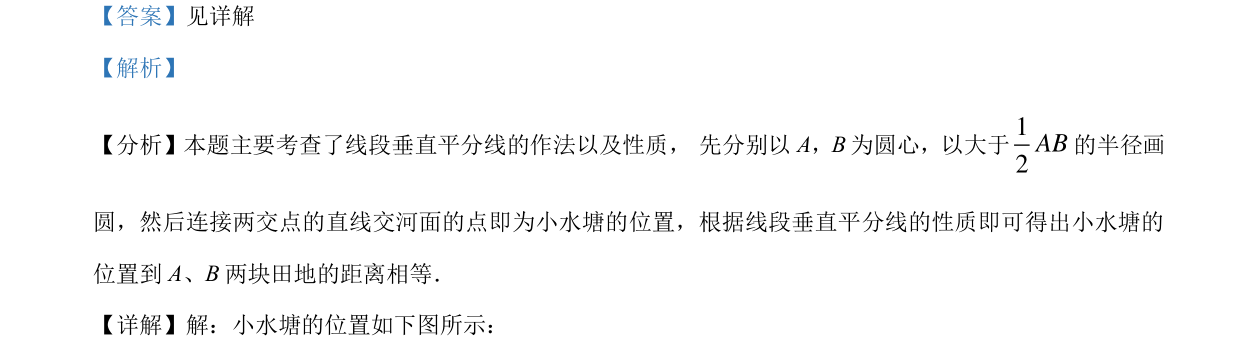 【答案】见详解
【解析】
【分析】本题主要考查了线段垂直平分线的作法以及性质， 先分别以 A，B 为圆心，以大于 $\frac{1}{2}AB$ 的半径画
圆，然后连接两交点的直线交河面的点即为小水塘的位置，根据线段垂直平分线的性质即可得出小水塘的
位置到 A、B 两块田地的距离相等．
【详解】解：小水塘的位置如下图所示：